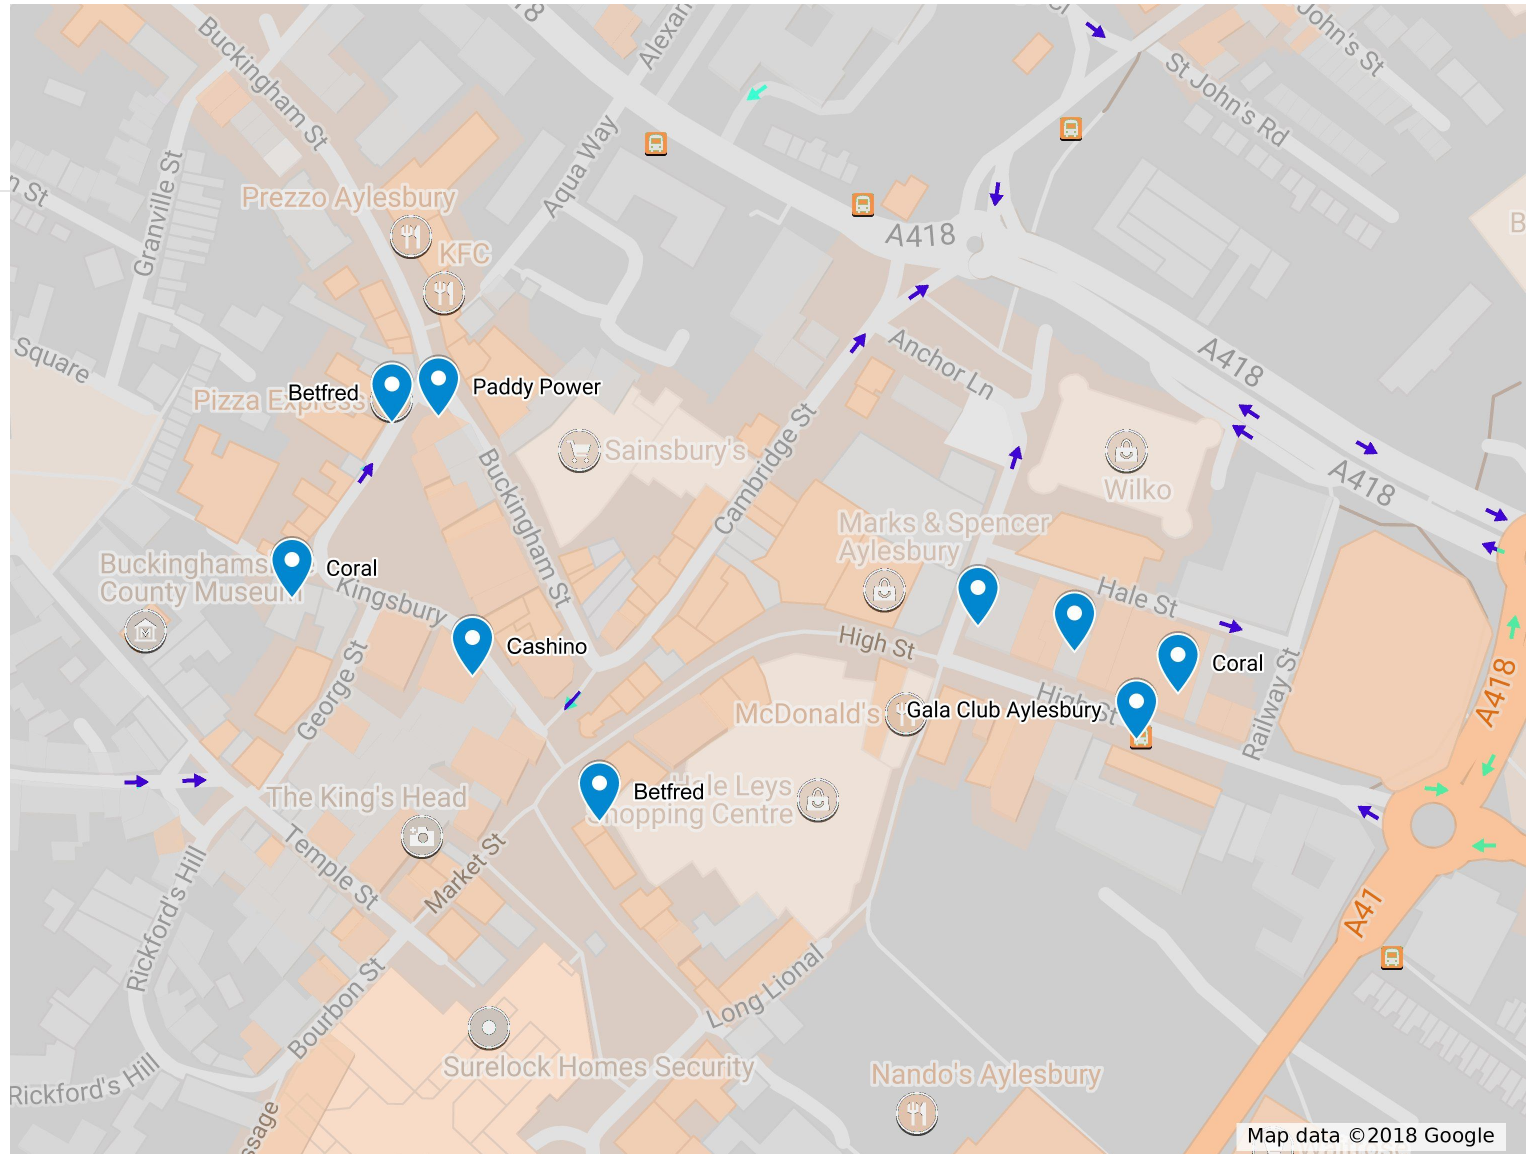 Buckingham St
Alexan
St John's Rd
John's St
Aqua Way
Granville St
n St
Prezzo Aylesbury
KFC
A418
Square
Anchor Ln
A418
Betfred
Pizza Express
Paddy Power
Sainsbury's
Cambridge St
Buckingham St
Wilko
A418
Marks & Spencer
Aylesbury
Coral
Kingsbury
County Museum
Cashino
Hale St
High St
Coral
Railway St
A418
George St
McDonald's
Gala Club Aylesbury
High St
Betfred
Hale Leys
Shopping Centre
The King's Head
Temple St
Market St
Rickford's Hill
A41
Bourbon St
Long Lional
Surelock Homes Security
Nando's Aylesbury
Rickford's Hill
ssage
Map data ©2018 Google